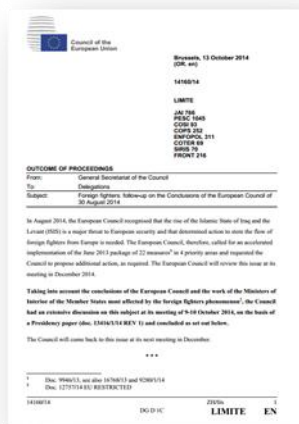 Council of the
European Union
Brussels, 13 October 2014
(OR. en)
14160/14
LIMITE
JAI 766
PESC 1045
COSI 93
COPS 252
ENFOPOL 311
COTER 69
SIRIS 70
FRONT 216
OUTCOME OF PROCEEDINGS
From: General Secretariat of the Council
To: Delegations
Subject: Foreign fighters: follow-up on the Conclusions of the European Council of
30 August 2014
In August 2014, the European Council recognised that the rise of the Islamic State of Iraq and the
Levant (ISIS) is a major threat to European security and that determined action to stem the flow of
foreign fighters from Europe is needed. The European Council, therefore, called for an accelerated
implementation of the June 2013 package of 22 measures¹ in 4 priority areas and requested the
Council to propose additional action, as required. The European Council will review this issue at its
meeting in December 2014.
Taking into account the conclusions of the European Council and the work of the Ministers of
Interior of the Member States most affected by the foreign fighters phenomenon², the Council
had an extensive discussion on this subject at its meeting of 9-10 October 2014, on the basis of
a Presidency paper (doc. 13416/1/14 REV 1) and concluded as set out below.
The Council will come back to this issue at its next meeting in December.
***
¹ Doc. 9946/13, see also 16768/13 and 9280/1/14
² Doc. 12757/14 EU RESTRICTED
14160/14 1
DG D 1C LIMITE EN